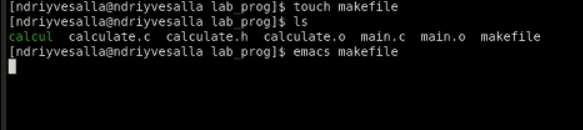 [ndriyvesalla@ndriyvesalla lab_prog]$ touch makefile
[ndriyvesalla@ndriyvesalla lab_prog]$ ls
calcul  calculate.c  calculate.h  calculate.o  main.c  main.o  makefile
[ndriyvesalla@ndriyvesalla lab_prog]$ emacs makefile